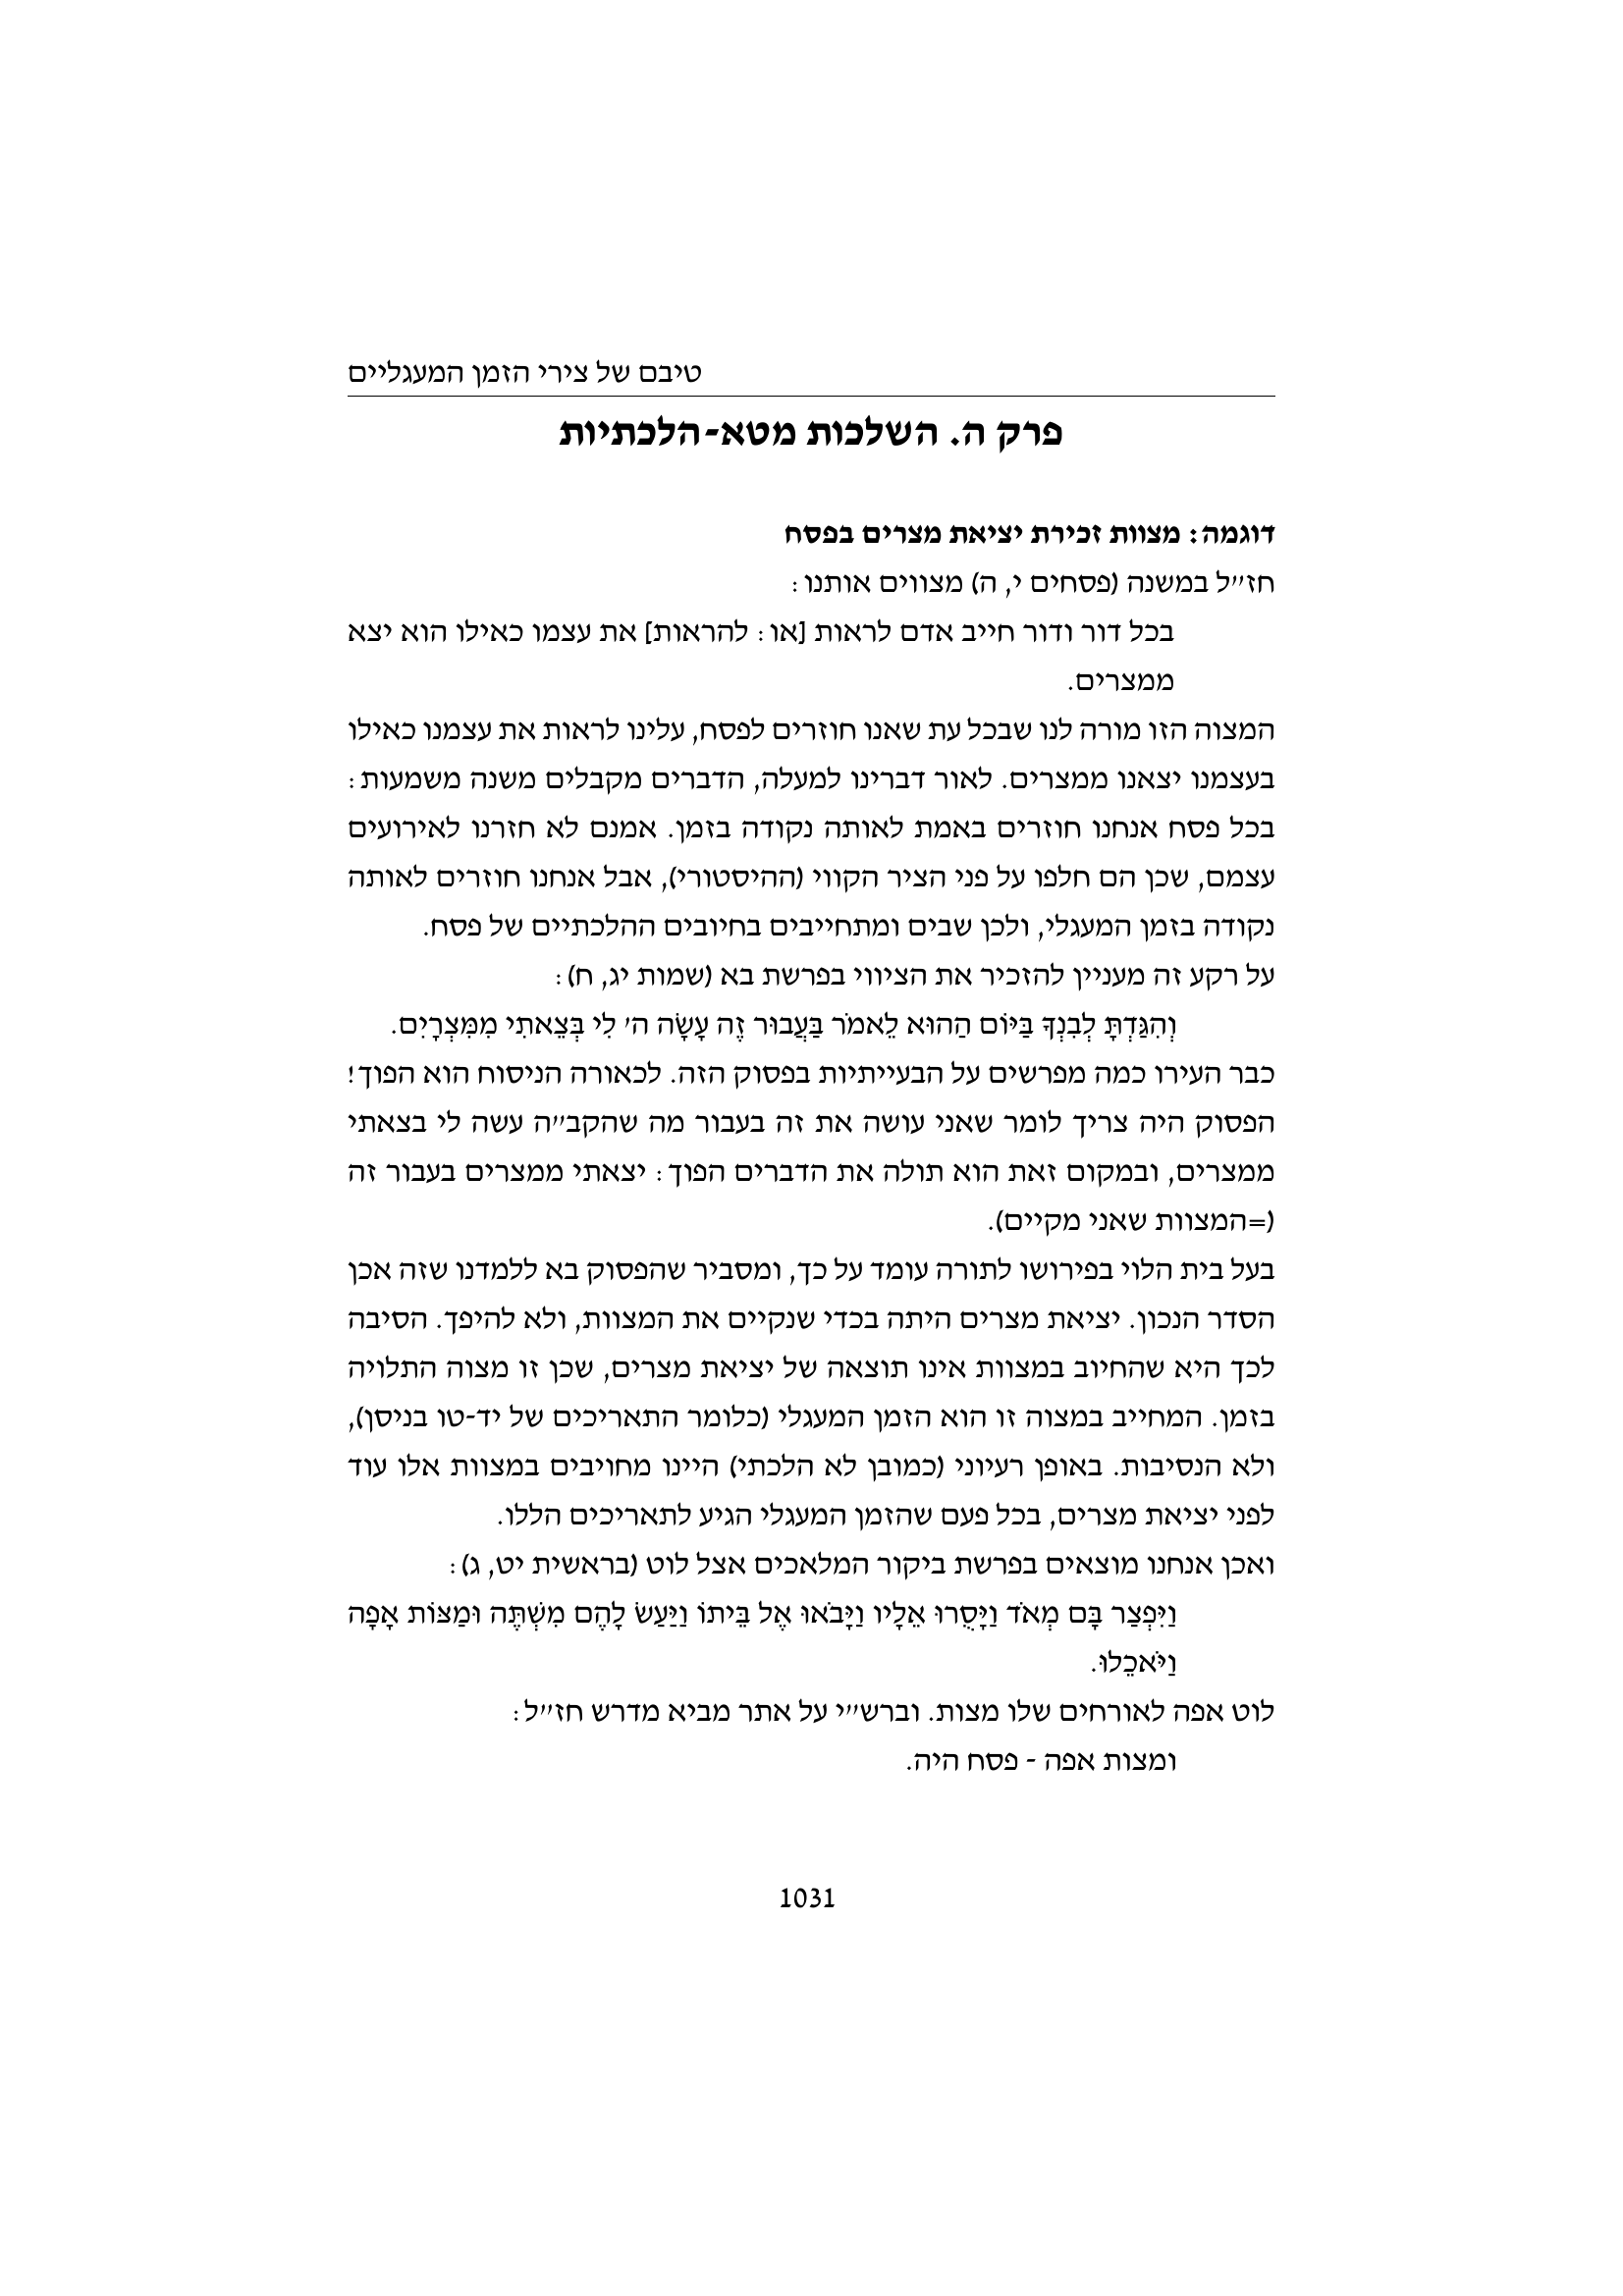 טיבם של צירי הזמן המעגליים
פרק ה. השלכות מטא-הלכתיות
דוגמה: מצוות זכירת יציאת מצרים בפסח
חז״ל במשנה (פסחים י, ה) מצווים אותנו:
בכל דור ודור חייב אדם לראות [או: להראות] את עצמו כאילו הוא יצא
ממצרים.
המצוה הזו מורה לנו שבכל עת שאנו חוזרים לפסח, עלינו לראות את עצמנו כאילו
בעצמנו יצאנו ממצרים. לאור דברינו למעלה, הדברים מקבלים משנה משמעות:
בכל פסח אנחנו חוזרים באמת לאותה נקודה בזמן. אמנם לא חזרנו לאירועים
עצמם, שכן הם חלפו על פני הציר הקווי (ההיסטורי), אבל אנחנו חוזרים לאותה
נקודה בזמן המעגלי, ולכן שבים ומתחייבים בחיובים ההלכתיים של פסח.
על רקע זה מעניין להזכיר את הציווי בפרשת בא (שמות יג, ח):
וְהִגַּדְתָּ לְבִנְךָ בַּיּוֹם הַהוּא לֵאמֹר בַּעֲבוּר זֶה עָשָׂה ה׳ לִי בְּצֵאתִי מִמִּצְרָיִם.
כבר העירו כמה מפרשים על הבעייתיות בפסוק הזה. לכאורה הניסוח הוא הפוך!
הפסוק היה צריך לומר שאני עושה את זה בעבור מה שהקב״ה עשה לי בצאתי
ממצרים, ובמקום זאת הוא תולה את הדברים הפוך: יצאתי ממצרים בעבור זה
(=המצוות שאני מקיים).
בעל בית הלוי בפירושו לתורה עומד על כך, ומסביר שהפסוק בא ללמדנו שזה אכן
הסדר הנכון. יציאת מצרים היתה בכדי שנקיים את המצוות, ולא להיפך. הסיבה
לכך היא שהחיוב במצוות אינו תוצאה של יציאת מצרים, שכן זו מצוה התלויה
בזמן. המחייב במצוה זו הוא הזמן המעגלי (כלומר התאריכים של יד-טו בניסן),
ולא הנסיבות. באופן רעיוני (כמובן לא הלכתי) היינו מחויבים במצוות אלו עוד
לפני יציאת מצרים, בכל פעם שהזמן המעגלי הגיע לתאריכים הללו.
ואכן אנחנו מוצאים בפרשת ביקור המלאכים אצל לוט (בראשית יט, ג):
וַיִּפְצַר בָּם מְאֹד וַיָּסֻרוּ אֵלָיו וַיָּבֹאוּ אֶל בֵּיתוֹ וַיַּעַשׂ לָהֶם מִשְׁתֶּה וּמַצּוֹת אָפָה
וַיֹּאכֵלוּ.
לוט אפה לאורחים שלו מצות. וברש״י על אתר מביא מדרש חז״ל:
ומצות אפה - פסח היה.
1031